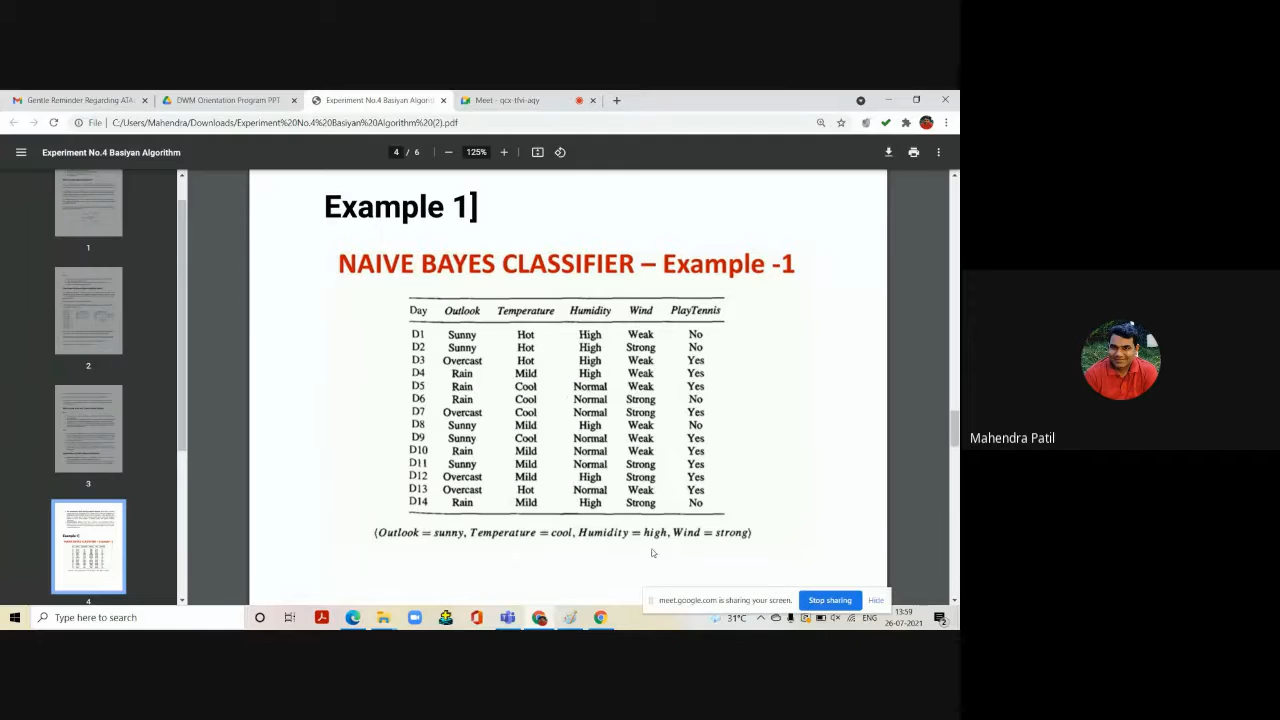 Gentle Reminder Regarding ATA
DWM Orientation Program PPT
Experiment No.4 Basiyan Algorit
Meet - qcx-tfvi-aqy
File
C:/Users/Mahendra/Downloads/Experiment%20No.4%20Basiyan%20Algorithm%20(2).pdf
Experiment No.4 Basiyan Algorithm
4 / 6
125%
1
2
3
4
Example 1]
NAIVE BAYES CLASSIFIER – Example -1
Day Outlook Temperature Humidity Wind PlayTennis
D1 Sunny Hot High Weak No
D2 Sunny Hot High Strong No
D3 Overcast Hot High Weak Yes
D4 Rain Mild High Weak Yes
D5 Rain Cool Normal Weak Yes
D6 Rain Cool Normal Strong No
D7 Overcast Cool Normal Strong Yes
D8 Sunny Mild High Weak No
D9 Sunny Cool Normal Weak Yes
D10 Rain Mild Normal Weak Yes
D11 Sunny Mild Normal Strong Yes
D12 Overcast Mild High Strong Yes
D13 Overcast Hot Normal Weak Yes
D14 Rain Mild High Strong No
⟨Outlook = sunny, Temperature = cool, Humidity = high, Wind = strong⟩
Mahendra Patil
meet.google.com is sharing your screen.
Stop sharing
Hide
Type here to search
31°C
ENG
13:59
26-07-2021
2